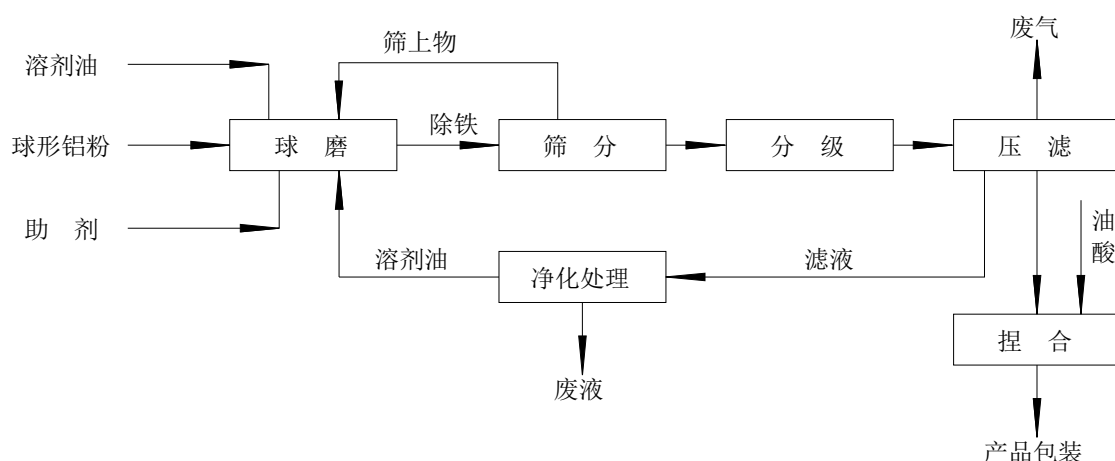 废气
筛上物
溶剂油
球形铝粉
球 磨
除铁
筛 分
分 级
压 滤
助 剂
油
酸
溶剂油
净化处理
滤液
捏 合
废液
产品包装